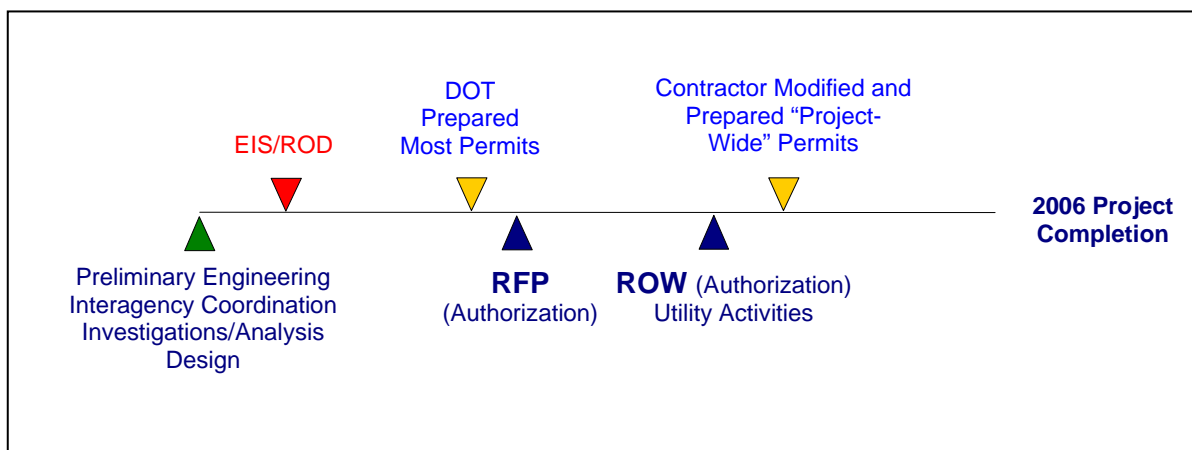 EIS/ROD
DOT
Prepared
Most Permits
Contractor Modified and
Prepared “Project-
Wide” Permits
2006 Project
Completion
Preliminary Engineering
Interagency Coordination
Investigations/Analysis
Design
RFP
(Authorization)
ROW (Authorization)
Utility Activities